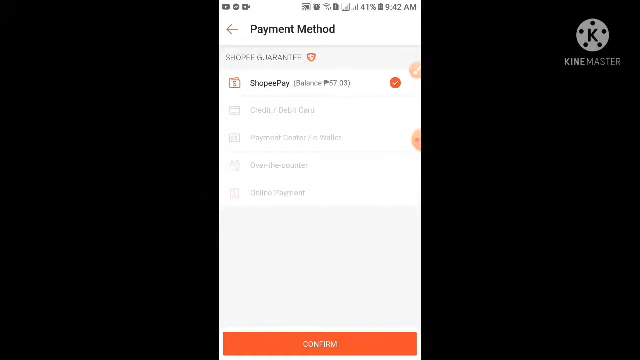 41% 9:42 AM
Payment Method
SHOPEE GUARANTEE
ShopeePay (Balance ₱57.03)
Credit / Debit Card
Payment Center / e-Wallet
Over-the-counter
Online Payment
CONFIRM
K
KINEMASTER